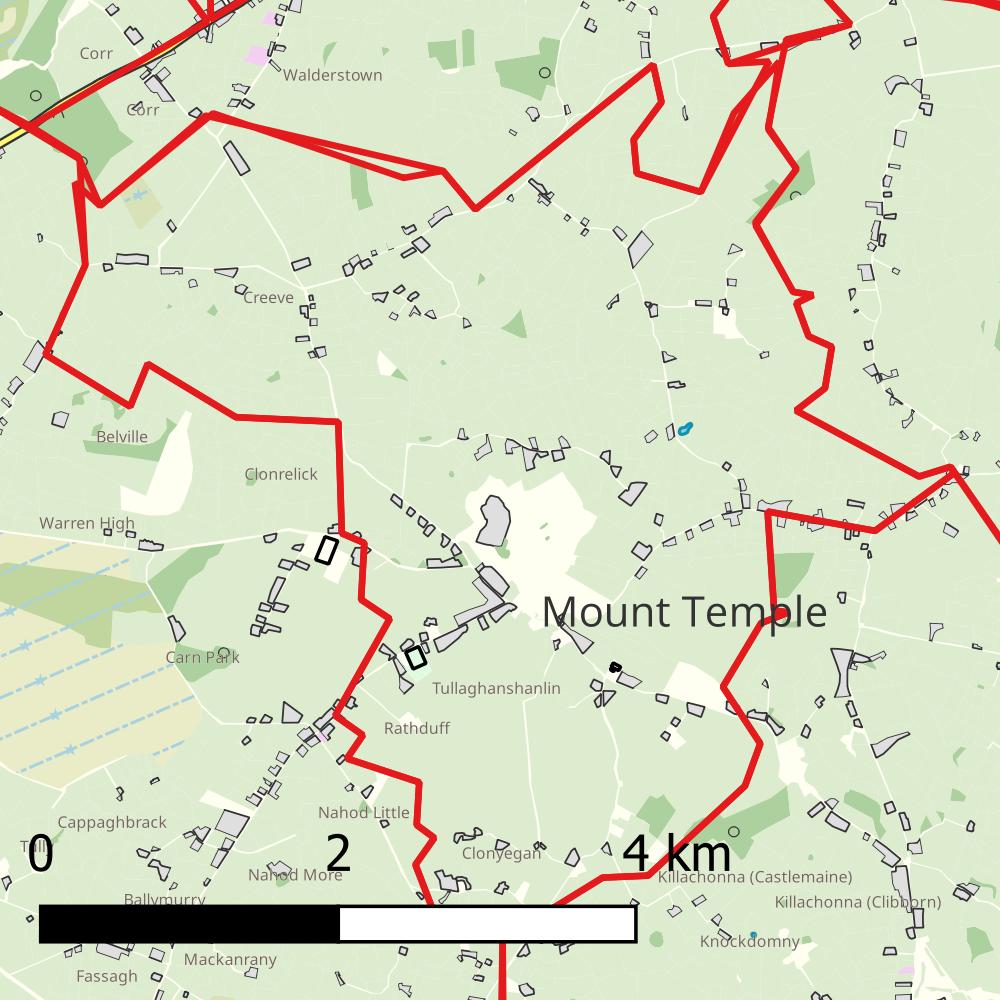 Corr
Walderstown
Corr
Creeve
Belville
Clonrelick
Warren High
Mount Temple
Carn Park
Tullaghanshanlin
Rathduff
Nahod Little
Cappaghbrack
0 2 4 km
Clonyegan
Nahod More
Killachonna (Castlemaine)
Ballymurry
Killachonna (Clibborn)
Knockdomny
Mackanrany
Fassagh